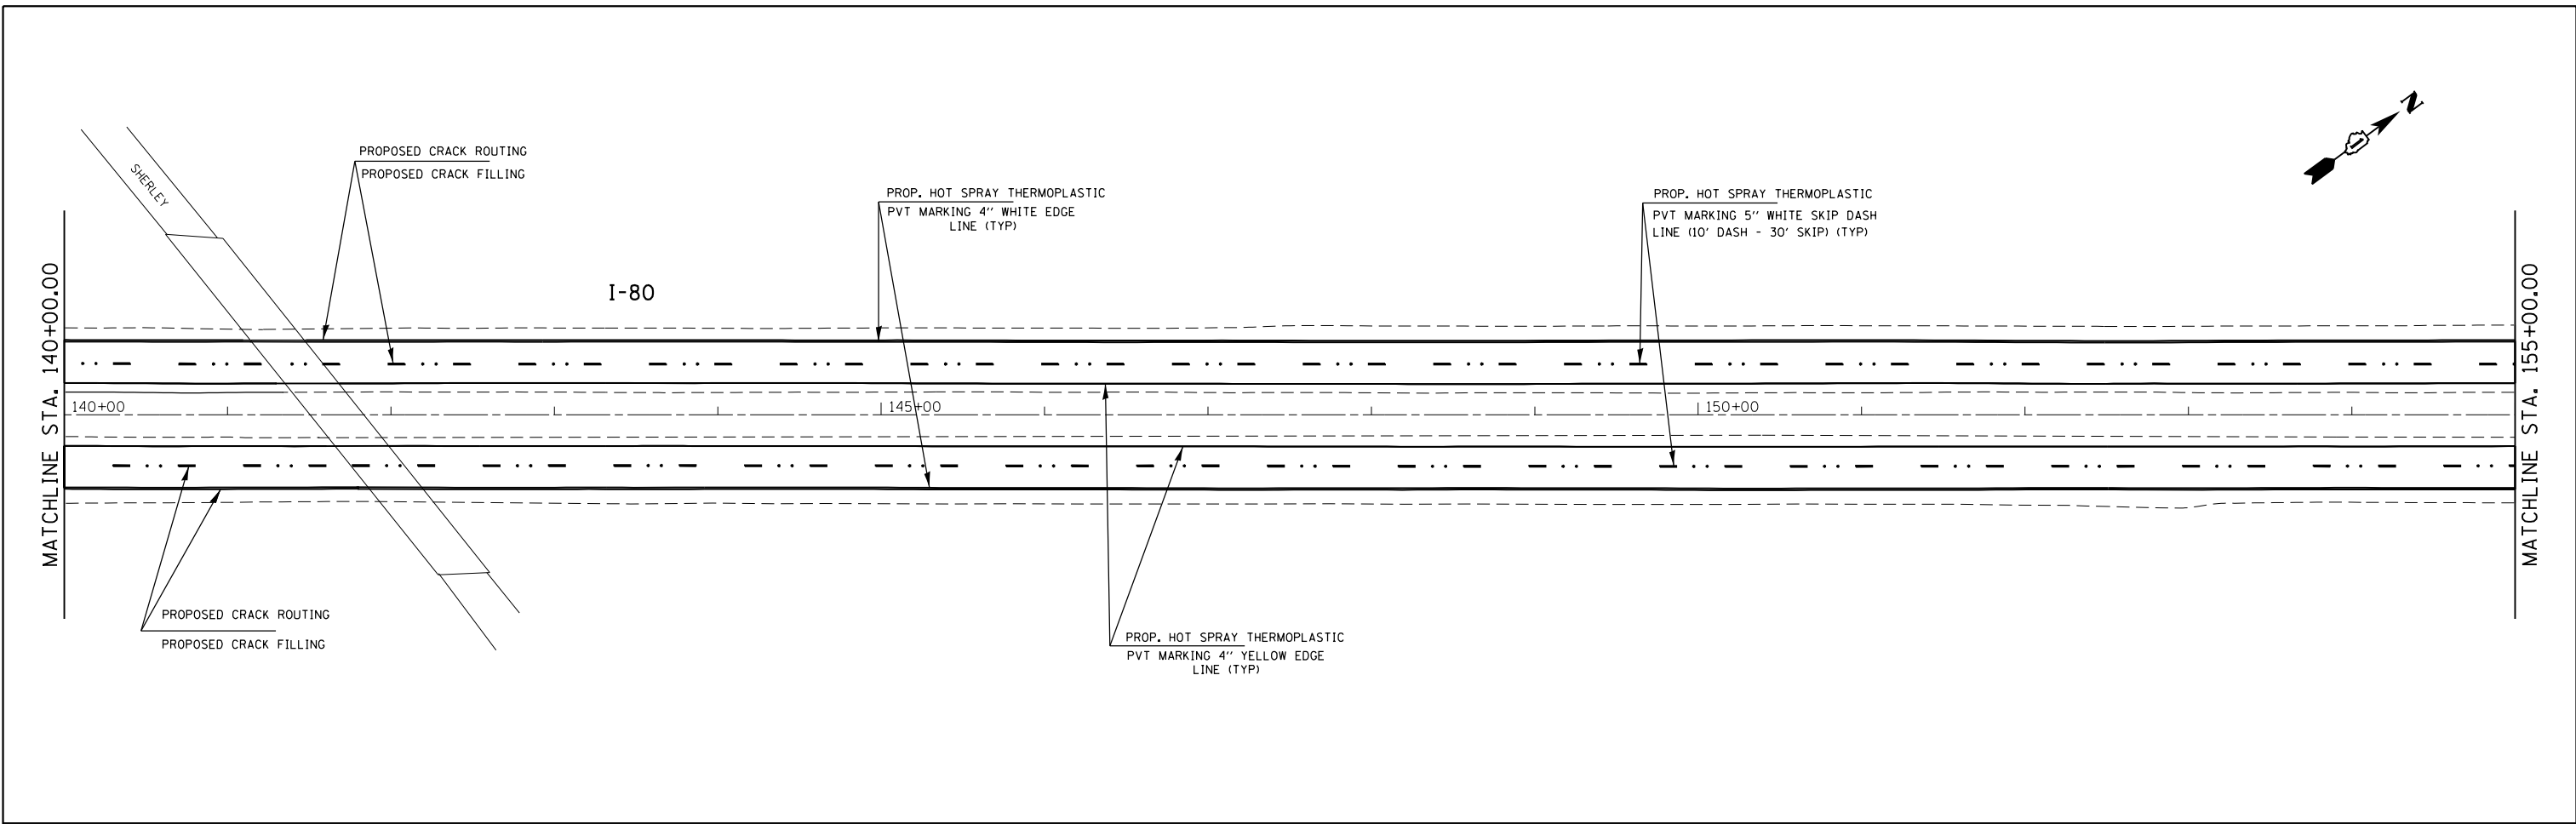 N
PROPOSED CRACK ROUTING
PROPOSED CRACK FILLING
SHERLEY
PROP. HOT SPRAY THERMOPLASTIC
PVT MARKING 4'' WHITE EDGE
LINE (TYP)
PROP. HOT SPRAY THERMOPLASTIC
PVT MARKING 5'' WHITE SKIP DASH
LINE (10' DASH - 30' SKIP) (TYP)
I-80
MATCHLINE STA. 140+00.00
140+00
145+00
150+00
MATCHLINE STA. 155+00.00
PROPOSED CRACK ROUTING
PROPOSED CRACK FILLING
PROP. HOT SPRAY THERMOPLASTIC
PVT MARKING 4'' YELLOW EDGE
LINE (TYP)